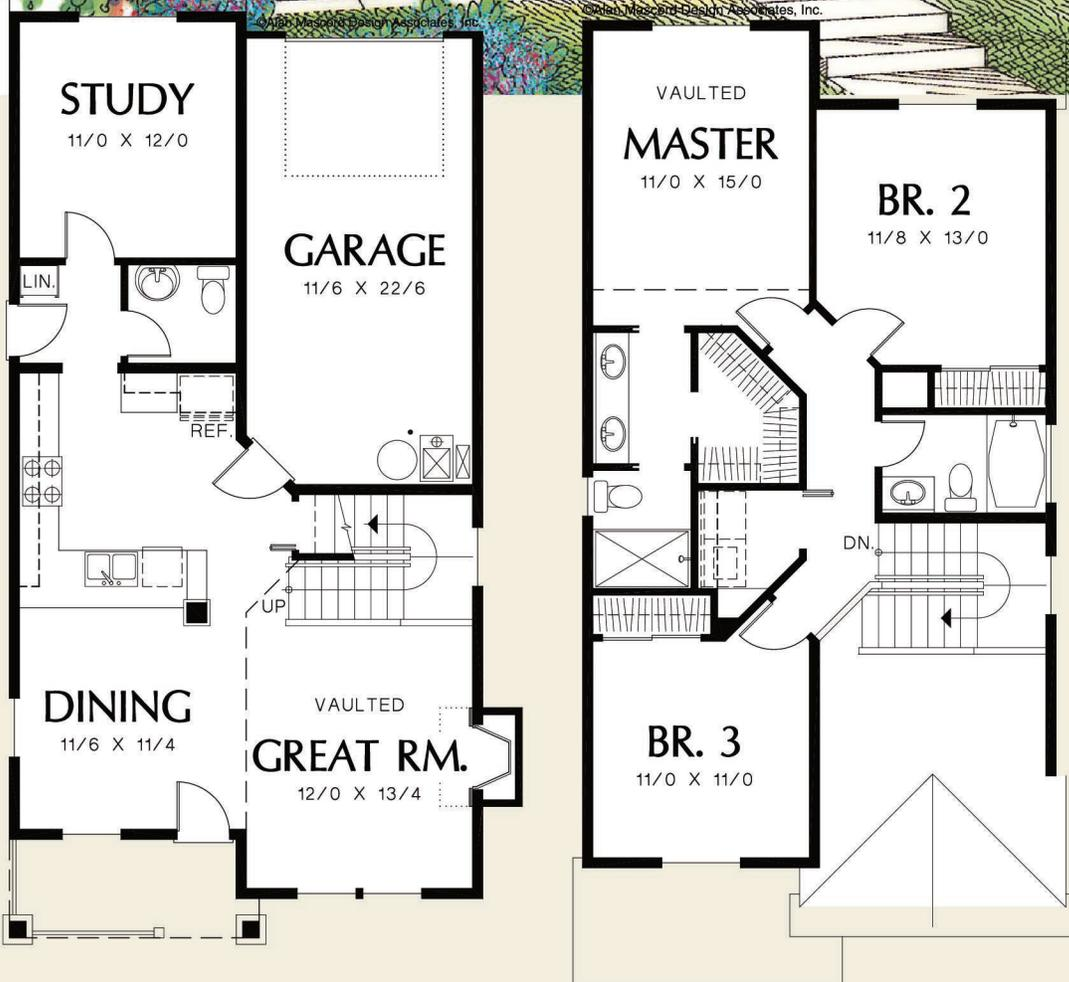 ©Alan Mascord Design Associates, Inc.
STUDY
11/0 X 12/0
GARAGE
11/6 X 22/6
LIN.
REF.
UP
DINING
11/6 X 11/4
VAULTED
GREAT RM.
12/0 X 13/4
©Alan Mascord Design Associates, Inc.
VAULTED
MASTER
11/0 X 15/0
BR. 2
11/8 X 13/0
DN.
BR. 3
11/0 X 11/0